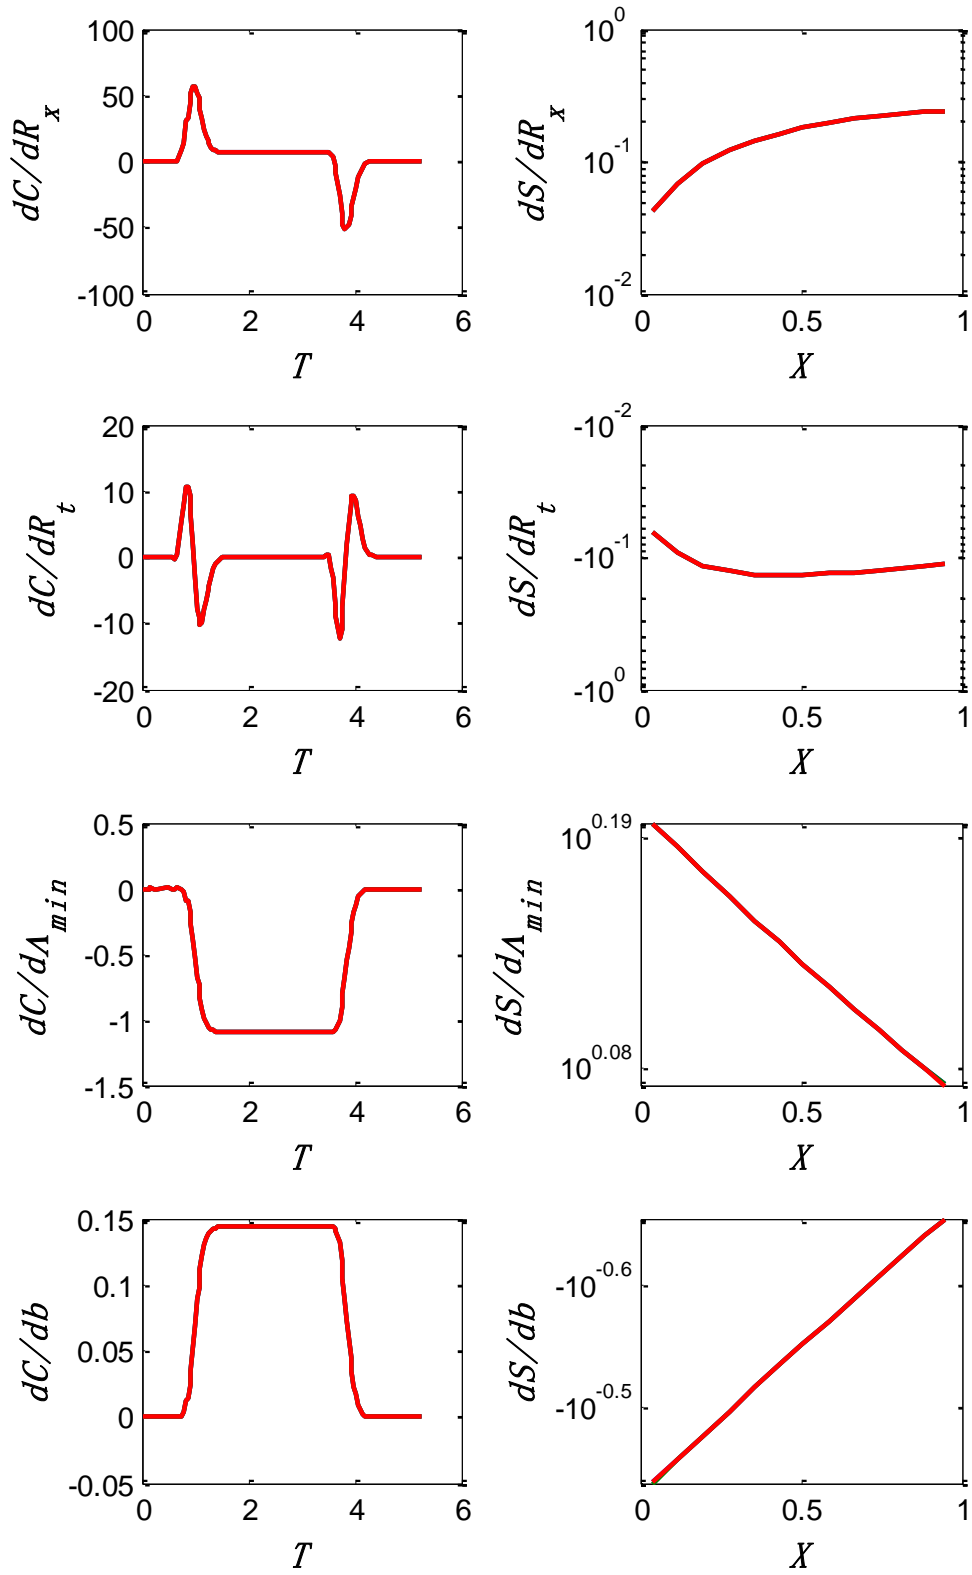 100
50
0
-50
-100
dC/dR_x
0 2 4 6
T
10^0
10^-1
10^-2
dS/dR_x
0 0.5 1
X
20
10
0
-10
-20
dC/dR_t
0 2 4 6
T
-10^-2
-10^-1
-10^0
dS/dR_t
0 0.5 1
X
0.5
0
-0.5
-1
-1.5
dC/dΛ_min
0 2 4 6
T
10^0.19
10^0.08
dS/dΛ_min
0 0.5 1
X
0.15
0.1
0.05
0
-0.05
dC/db
0 2 4 6
T
-10^-0.6
-10^-0.5
dS/db
0 0.5 1
X